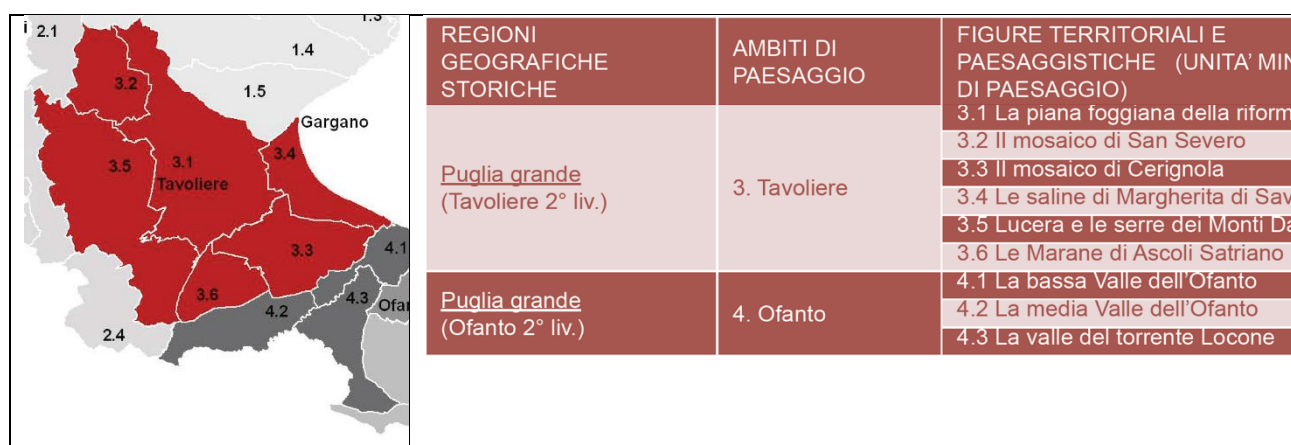 i
2.1
1.3
1.4
3.2
1.5
Gargano
3.4
3.5
3.1
Tavoliere
3.3
4.1
3.6
4.3
Ofan
4.2
2.4
REGIONI
GEOGRAFICHE
STORICHE
AMBITI DI
PAESAGGIO
FIGURE TERRITORIALI E
PAESAGGISTICHE (UNITA' MIN
DI PAESAGGIO)
Puglia grande
(Tavoliere 2° liv.)
3. Tavoliere
3.1 La piana foggiana della riform
3.2 Il mosaico di San Severo
3.3 Il mosaico di Cerignola
3.4 Le saline di Margherita di Sav
3.5 Lucera e le serre dei Monti Da
3.6 Le Marane di Ascoli Satriano
Puglia grande
(Ofanto 2° liv.)
4. Ofanto
4.1 La bassa Valle dell'Ofanto
4.2 La media Valle dell'Ofanto
4.3 La valle del torrente Locone